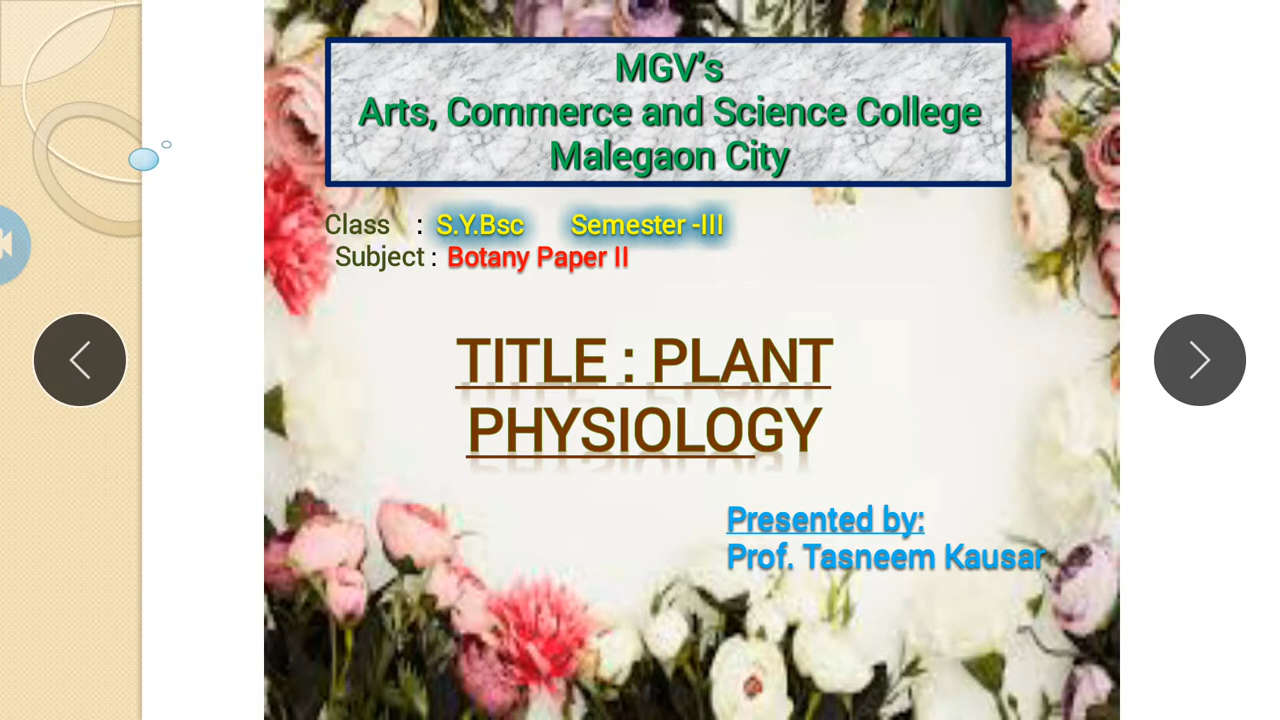 MGV's
Arts, Commerce and Science College
Malegaon City
Class : S.Y.Bsc Semester -III
Subject : Botany Paper II
TITLE : PLANT
PHYSIOLOGY
Presented by:
Prof. Tasneem Kausar